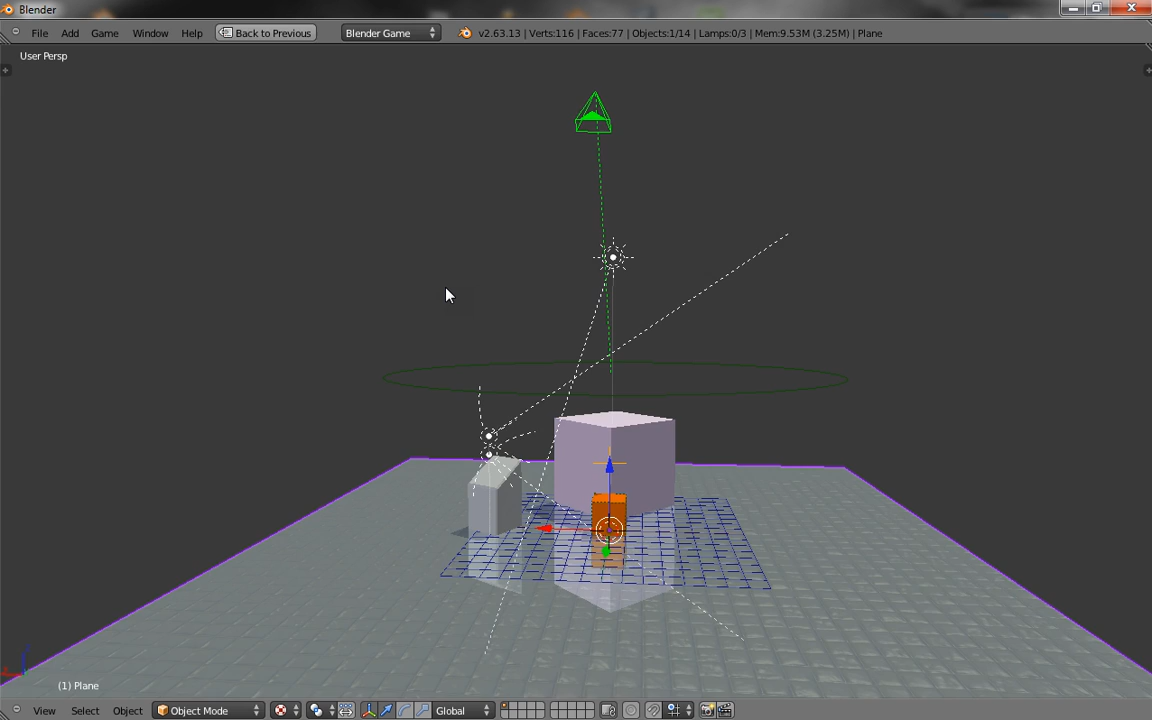 Blender
File Add Game Window Help Back to Previous Blender Game v2.63.13 | Verts:116 | Faces:77 | Objects:1/14 | Lamps:0/3 | Mem:9.53M (3.25M) | Plane
User Persp
(1) Plane
View Select Object Object Mode Global